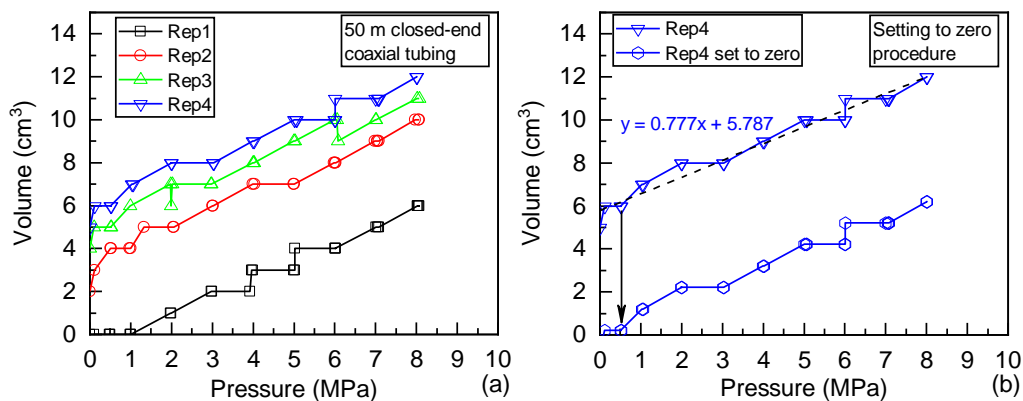 15
14
12
10
8
6
4
2
0
Volume (cm³)
0 1 2 3 4 5 6 7 8 9 10
Pressure (MPa)
(a)
Rep1
Rep2
Rep3
Rep4
50 m closed-end
coaxial tubing
15
14
12
10
8
6
4
2
0
Volume (cm³)
0 1 2 3 4 5 6 7 8 9 10
Pressure (MPa)
(b)
Rep4
Rep4 set to zero
Setting to zero
procedure
y = 0.777x + 5.787